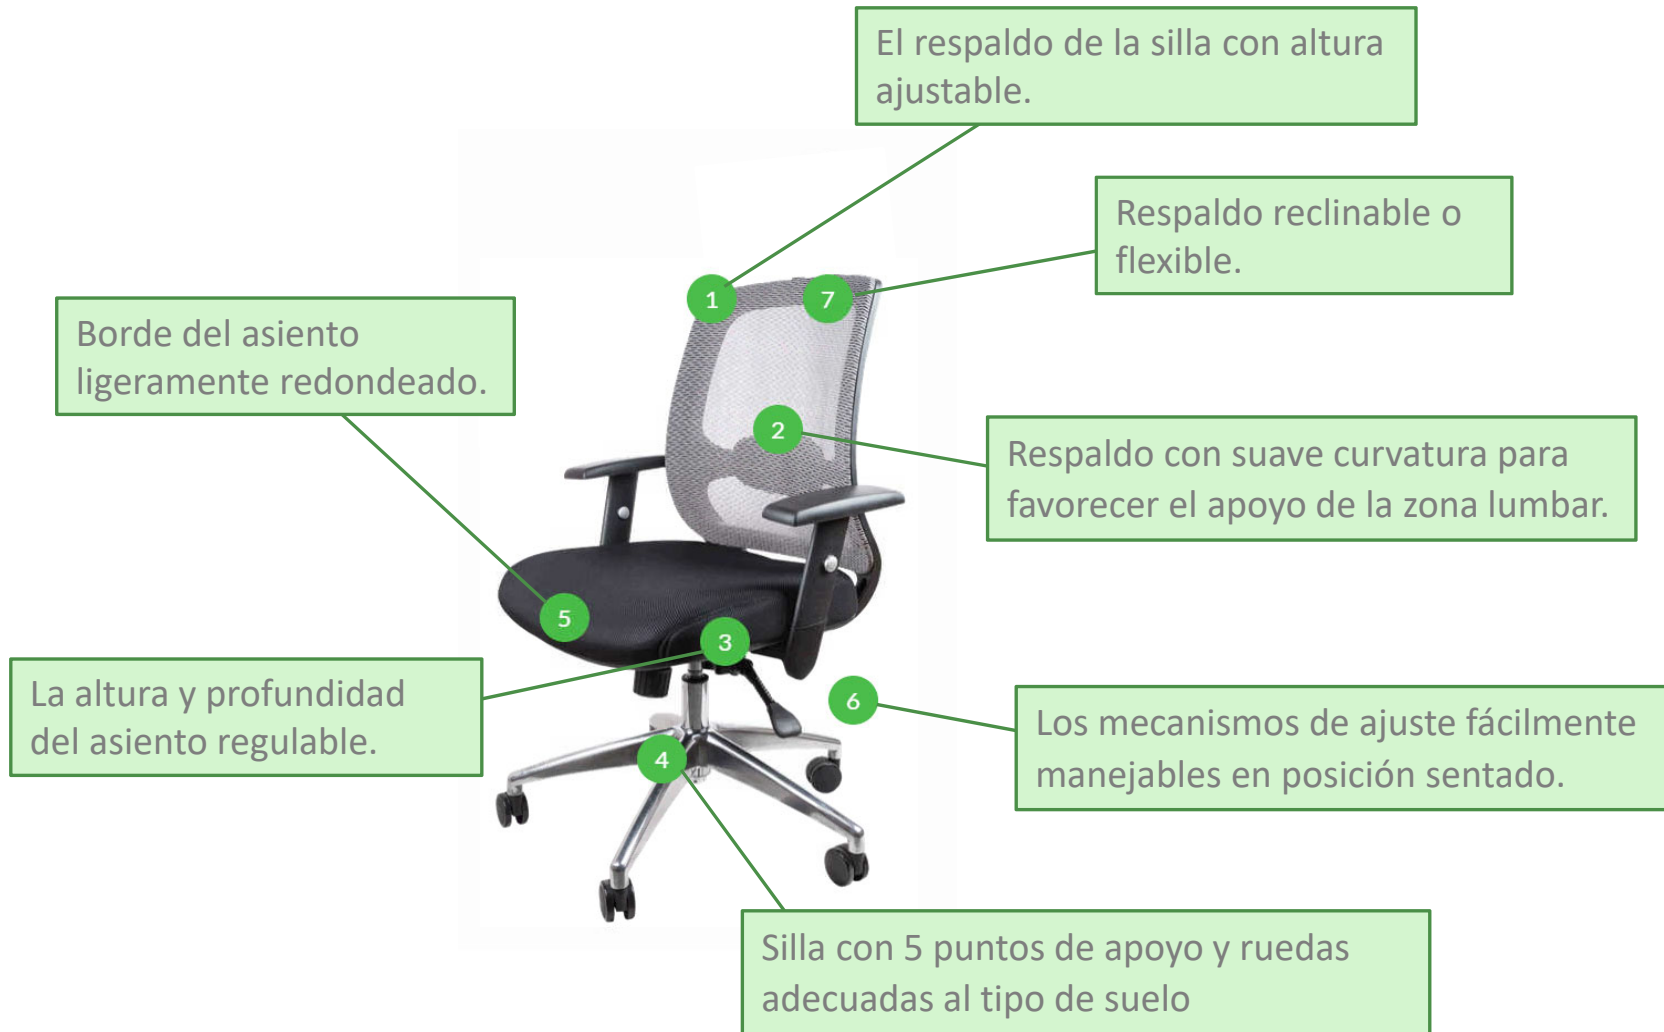 El respaldo de la silla con altura
ajustable.
Respaldo reclinable o
flexible.
1
7
Borde del asiento
ligeramente redondeado.
2
Respaldo con suave curvatura para
favorecer el apoyo de la zona lumbar.
5
3
La altura y profundidad
del asiento regulable.
6
Los mecanismos de ajuste fácilmente
manejables en posición sentado.
4
Silla con 5 puntos de apoyo y ruedas
adecuadas al tipo de suelo